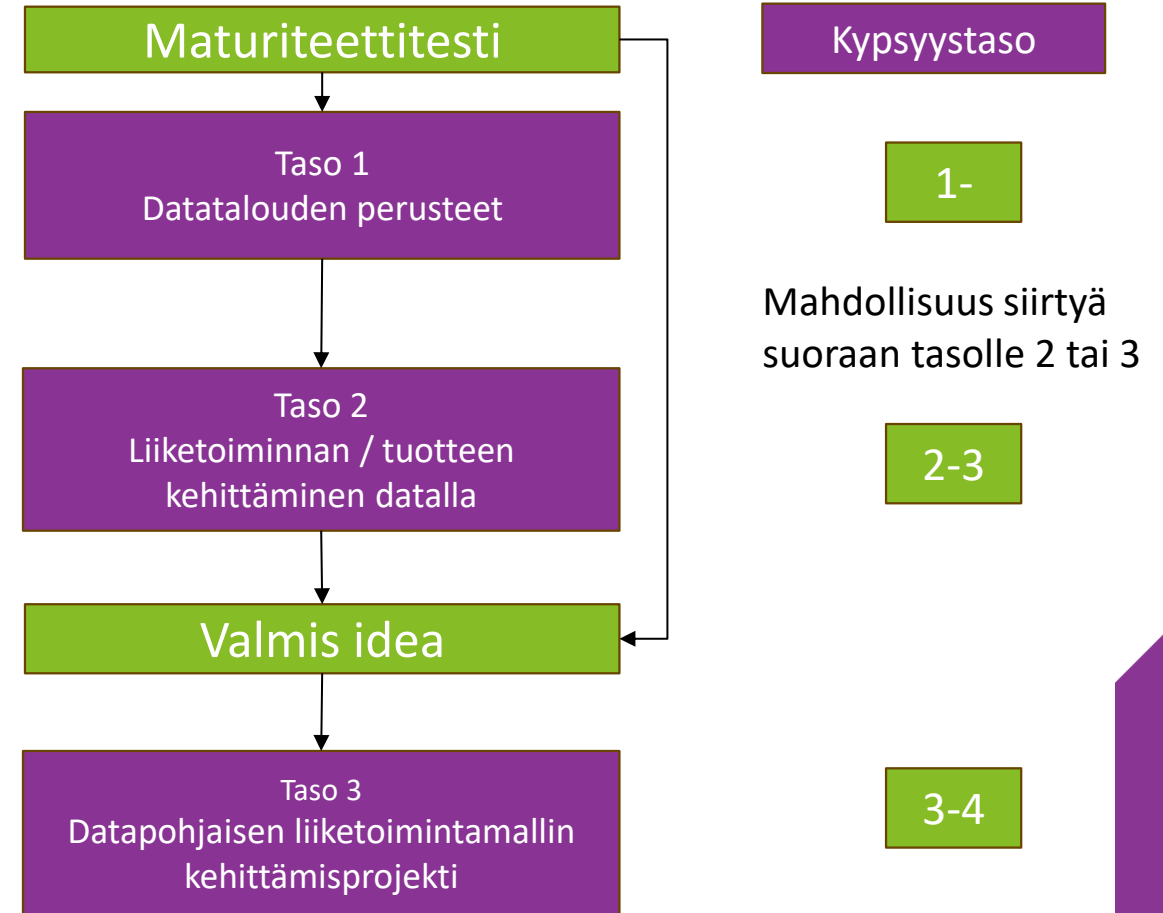 Maturiteettitesti
Kypsyystaso
Taso 1
Datatalouden perusteet
1-
Mahdollisuus siirtyä
suoraan tasolle 2 tai 3
Taso 2
Liiketoiminnan / tuotteen
kehittäminen datalla
2-3
Valmis idea
Taso 3
Datapohjaisen liiketoimintamallin
kehittämisprojekti
3-4